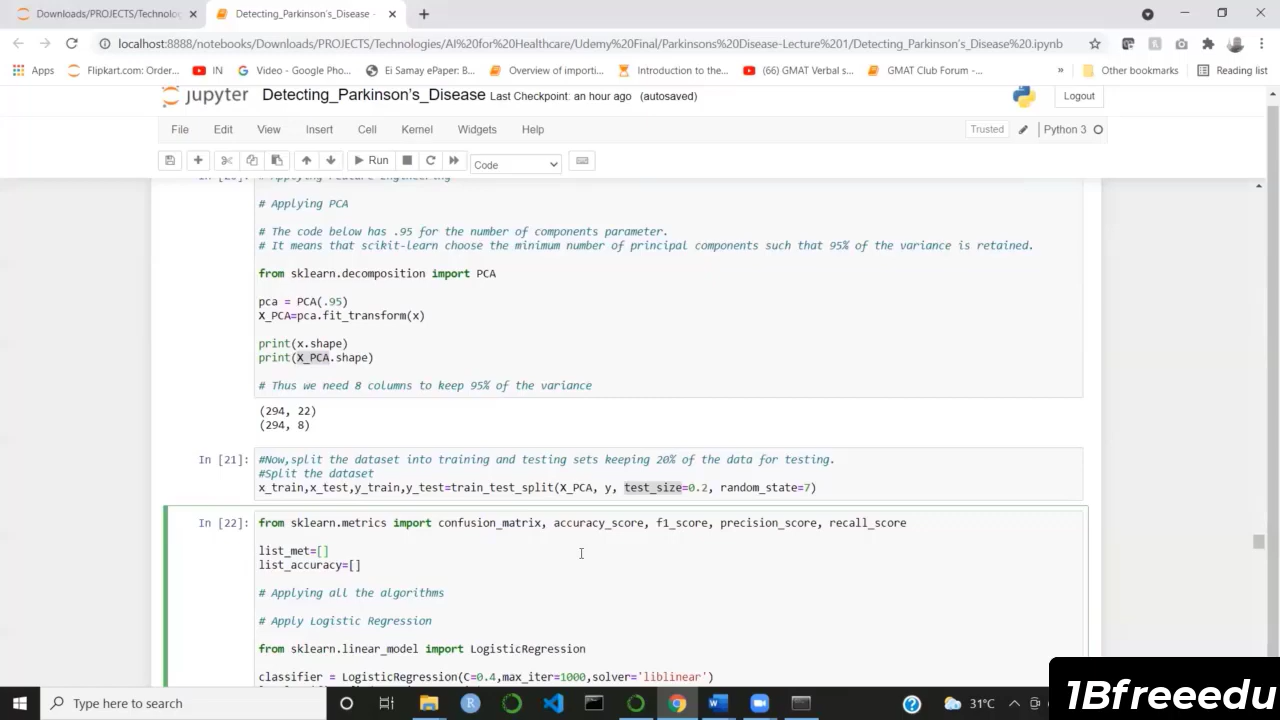 Downloads/PROJECTS/Technolog
Detecting_Parkinson's_Disease -
localhost:8888/notebooks/Downloads/PROJECTS/Technologies/AI%20for%20Healthcare/Udemy%20Final/Parkinsons%20Disease-Lecture%201/Detecting_Parkinson's_Disease%20.ipynb
Apps
Flipkart.com: Order...
IN
Video - Google Pho...
Ei Samay ePaper: B...
Overview of importi...
Introduction to the...
(66) GMAT Verbal s...
GMAT Club Forum -...
»
Other bookmarks
Reading list
jupyter Detecting_Parkinson's_Disease Last Checkpoint: an hour ago (autosaved)
Logout
File Edit View Insert Cell Kernel Widgets Help
Trusted
Python 3
Run
Code
# Applying Feature Engineering
# Applying PCA
# The code below has .95 for the number of components parameter.
# It means that scikit-learn choose the minimum number of principal components such that 95% of the variance is retained.
from sklearn.decomposition import PCA
pca = PCA(.95)
X_PCA=pca.fit_transform(x)
print(x.shape)
print(X_PCA.shape)
# Thus we need 8 columns to keep 95% of the variance
(294, 22)
(294, 8)
In [21]:
#Now,split the dataset into training and testing sets keeping 20% of the data for testing.
#Split the dataset
x_train,x_test,y_train,y_test=train_test_split(X_PCA, y, test_size=0.2, random_state=7)
In [22]:
from sklearn.metrics import confusion_matrix, accuracy_score, f1_score, precision_score, recall_score
list_met=[]
list_accuracy=[]
# Applying all the algorithms
# Apply Logistic Regression
from sklearn.linear_model import LogisticRegression
classifier = LogisticRegression(C=0.4,max_iter=1000,solver='liblinear')
1Bfreeedu
Type here to search
31°C